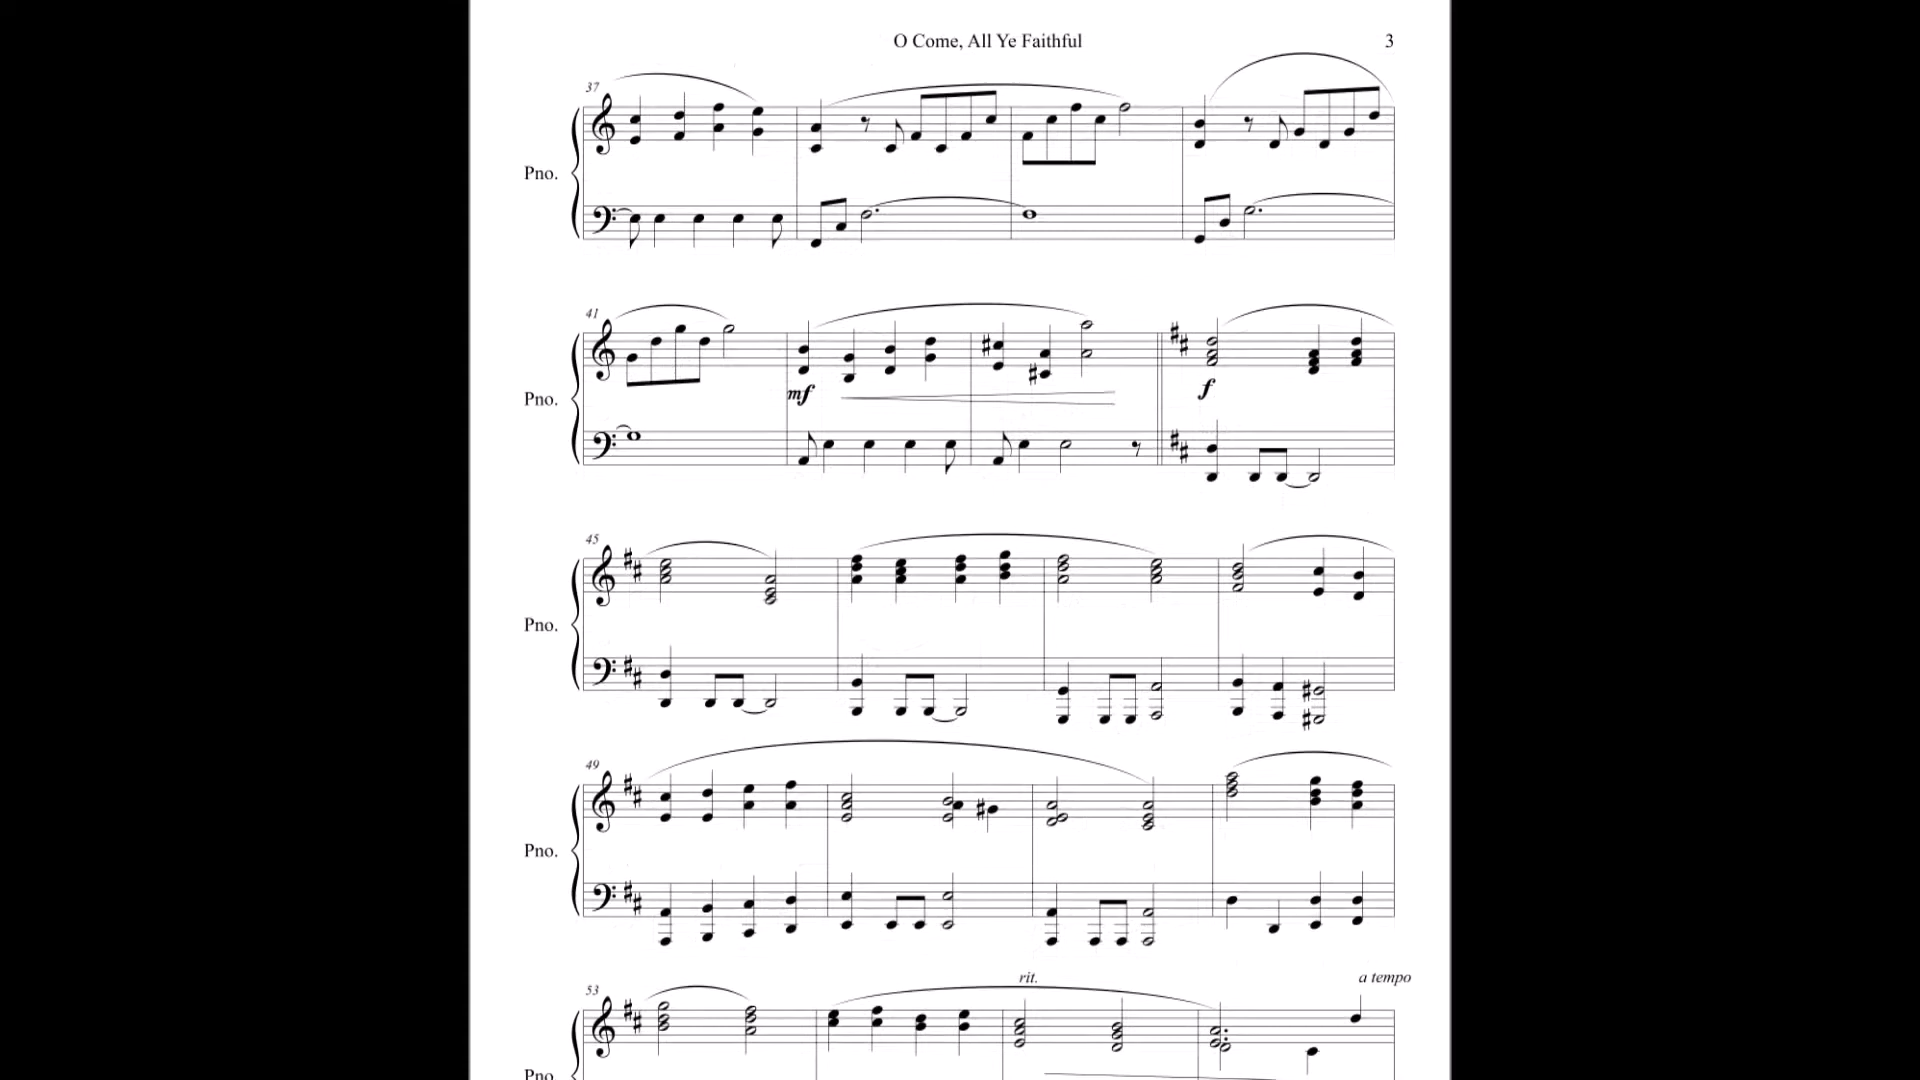 O Come, All Ye Faithful
3
37
Pno.
41
Pno.
mf
f
45
Pno.
49
Pno.
rit.
a tempo
53
Pno.